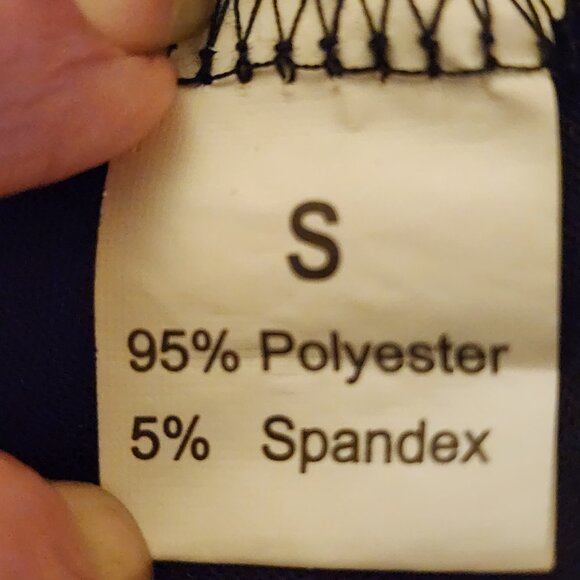 S
95% Polyester
5% Spandex